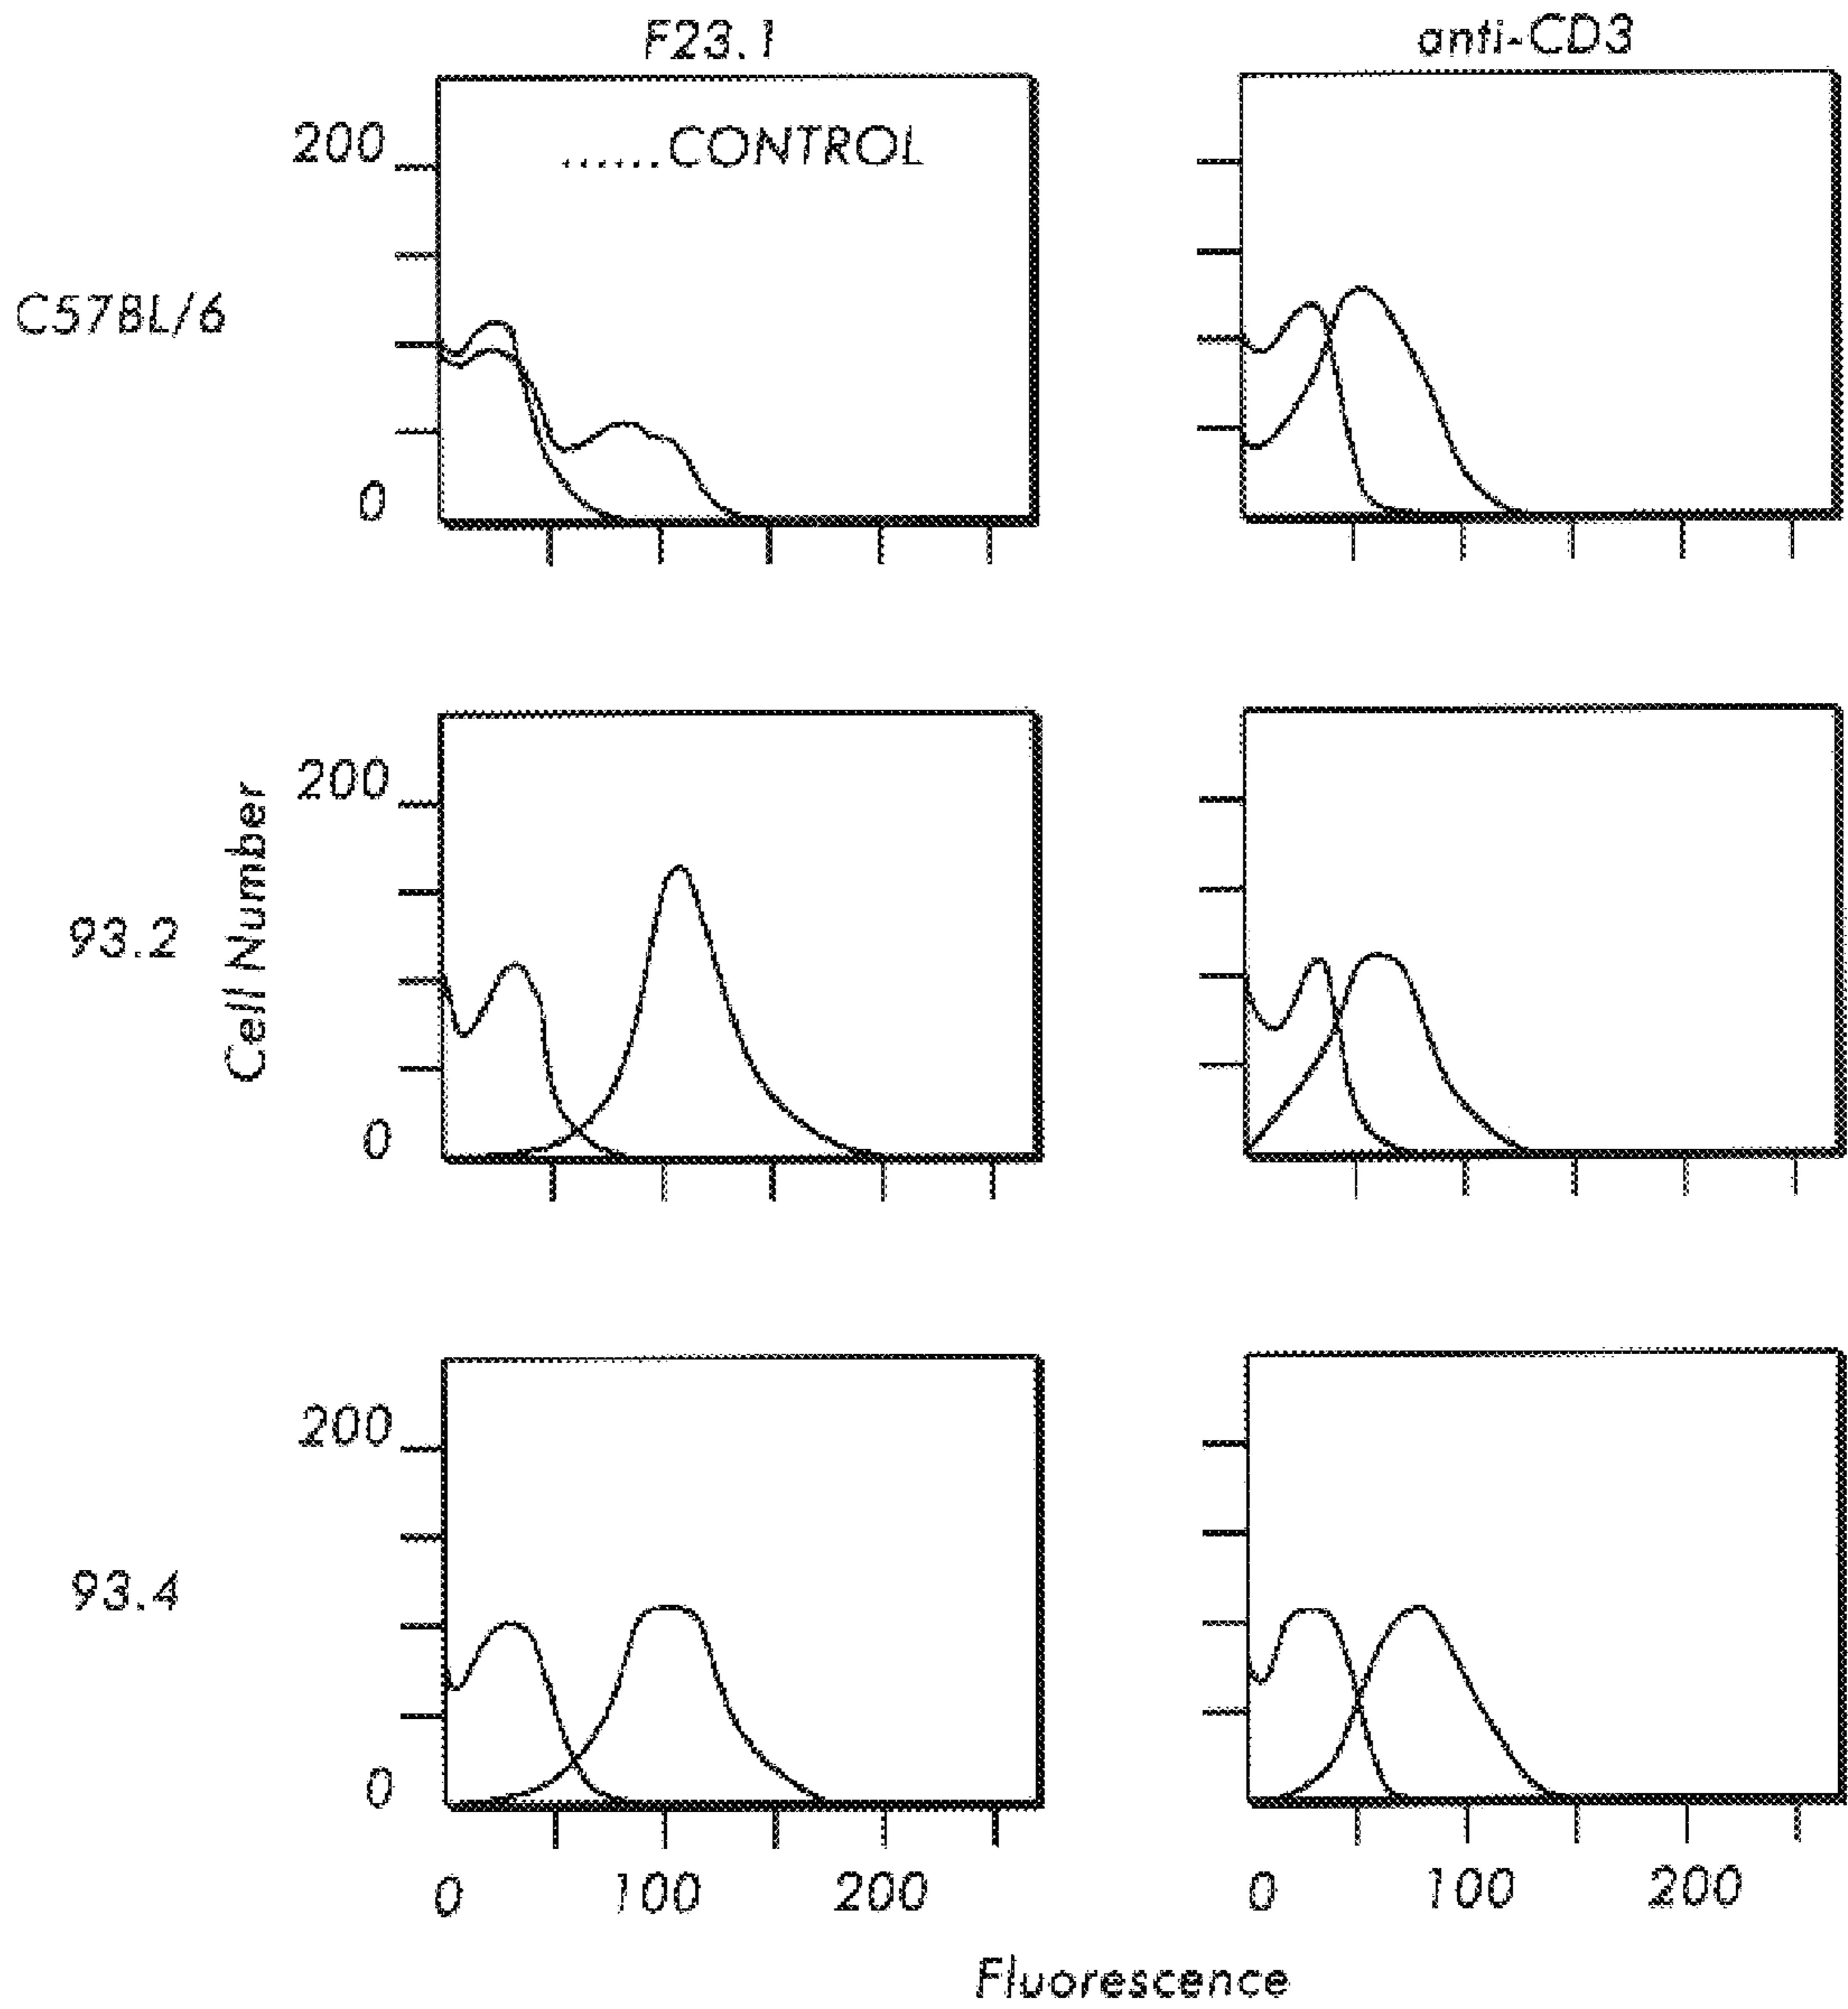 F23.1
anti-CD3
200
......CONTROL
C57BL/6
0
200
Cell Number
93.2
0
200
93.4
0
0 100 200
0 100 200
Fluorescence